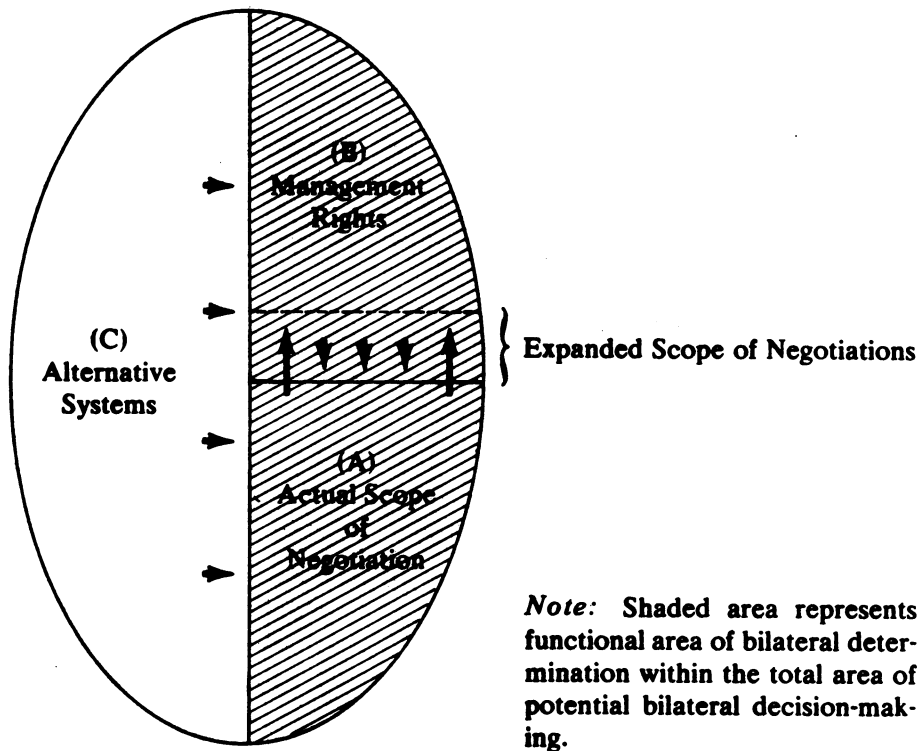 (B)
Management
Rights
(C)
Alternative
Systems
Expanded Scope of Negotiations
(A)
Actual Scope
of
Negotiation
Note: Shaded area represents
functional area of bilateral deter-
mination within the total area of
potential bilateral decision-mak-
ing.